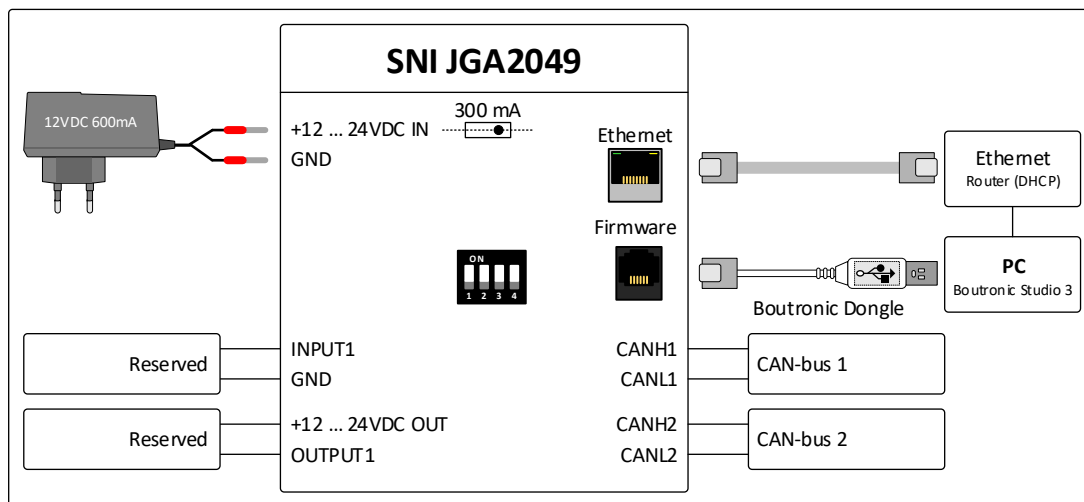 SNI JGA2049
12VDC 600mA
300 mA
+12 ... 24VDC IN
GND
Ethernet
Ethernet
Router (DHCP)
Firmware
ON
1 2 3 4
PC
Boutronic Studio 3
Boutronic Dongle
Reserved
INPUT1
GND
CANH1
CANL1
CAN-bus 1
Reserved
+12 ... 24VDC OUT
OUTPUT1
CANH2
CANL2
CAN-bus 2